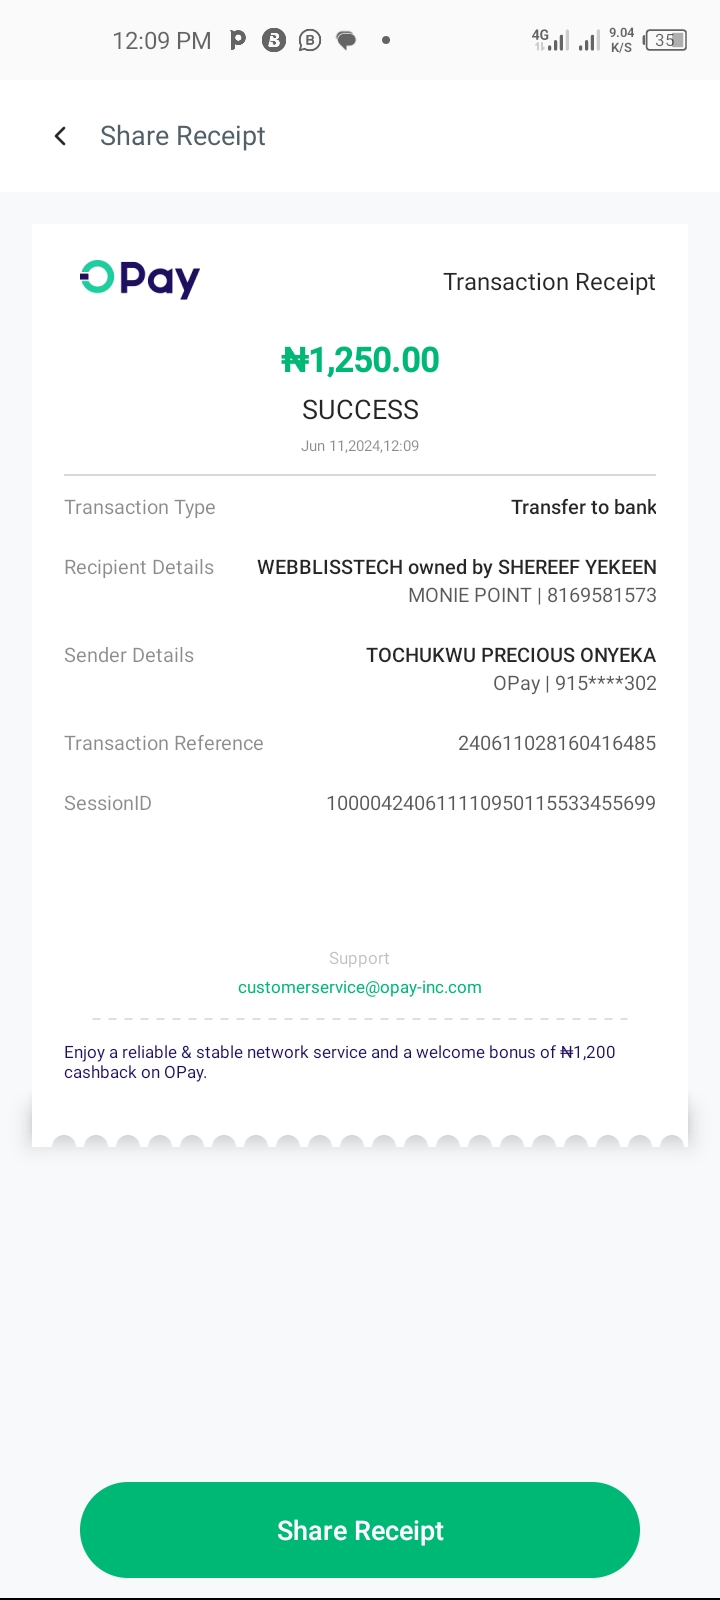 12:09 PM
4G 9.04 K/S 35
Share Receipt
OPay
Transaction Receipt
₦1,250.00
SUCCESS
Jun 11,2024,12:09
Transaction Type Transfer to bank
Recipient Details WEBBLISSTECH owned by SHEREEF YEKEEN
MONIE POINT | 8169581573
Sender Details TOCHUKWU PRECIOUS ONYEKA
OPay | 915****302
Transaction Reference 240611028160416485
SessionID 100004240611110950115533455699
Support
customerservice@opay-inc.com
Enjoy a reliable & stable network service and a welcome bonus of ₦1,200
cashback on OPay.
Share Receipt